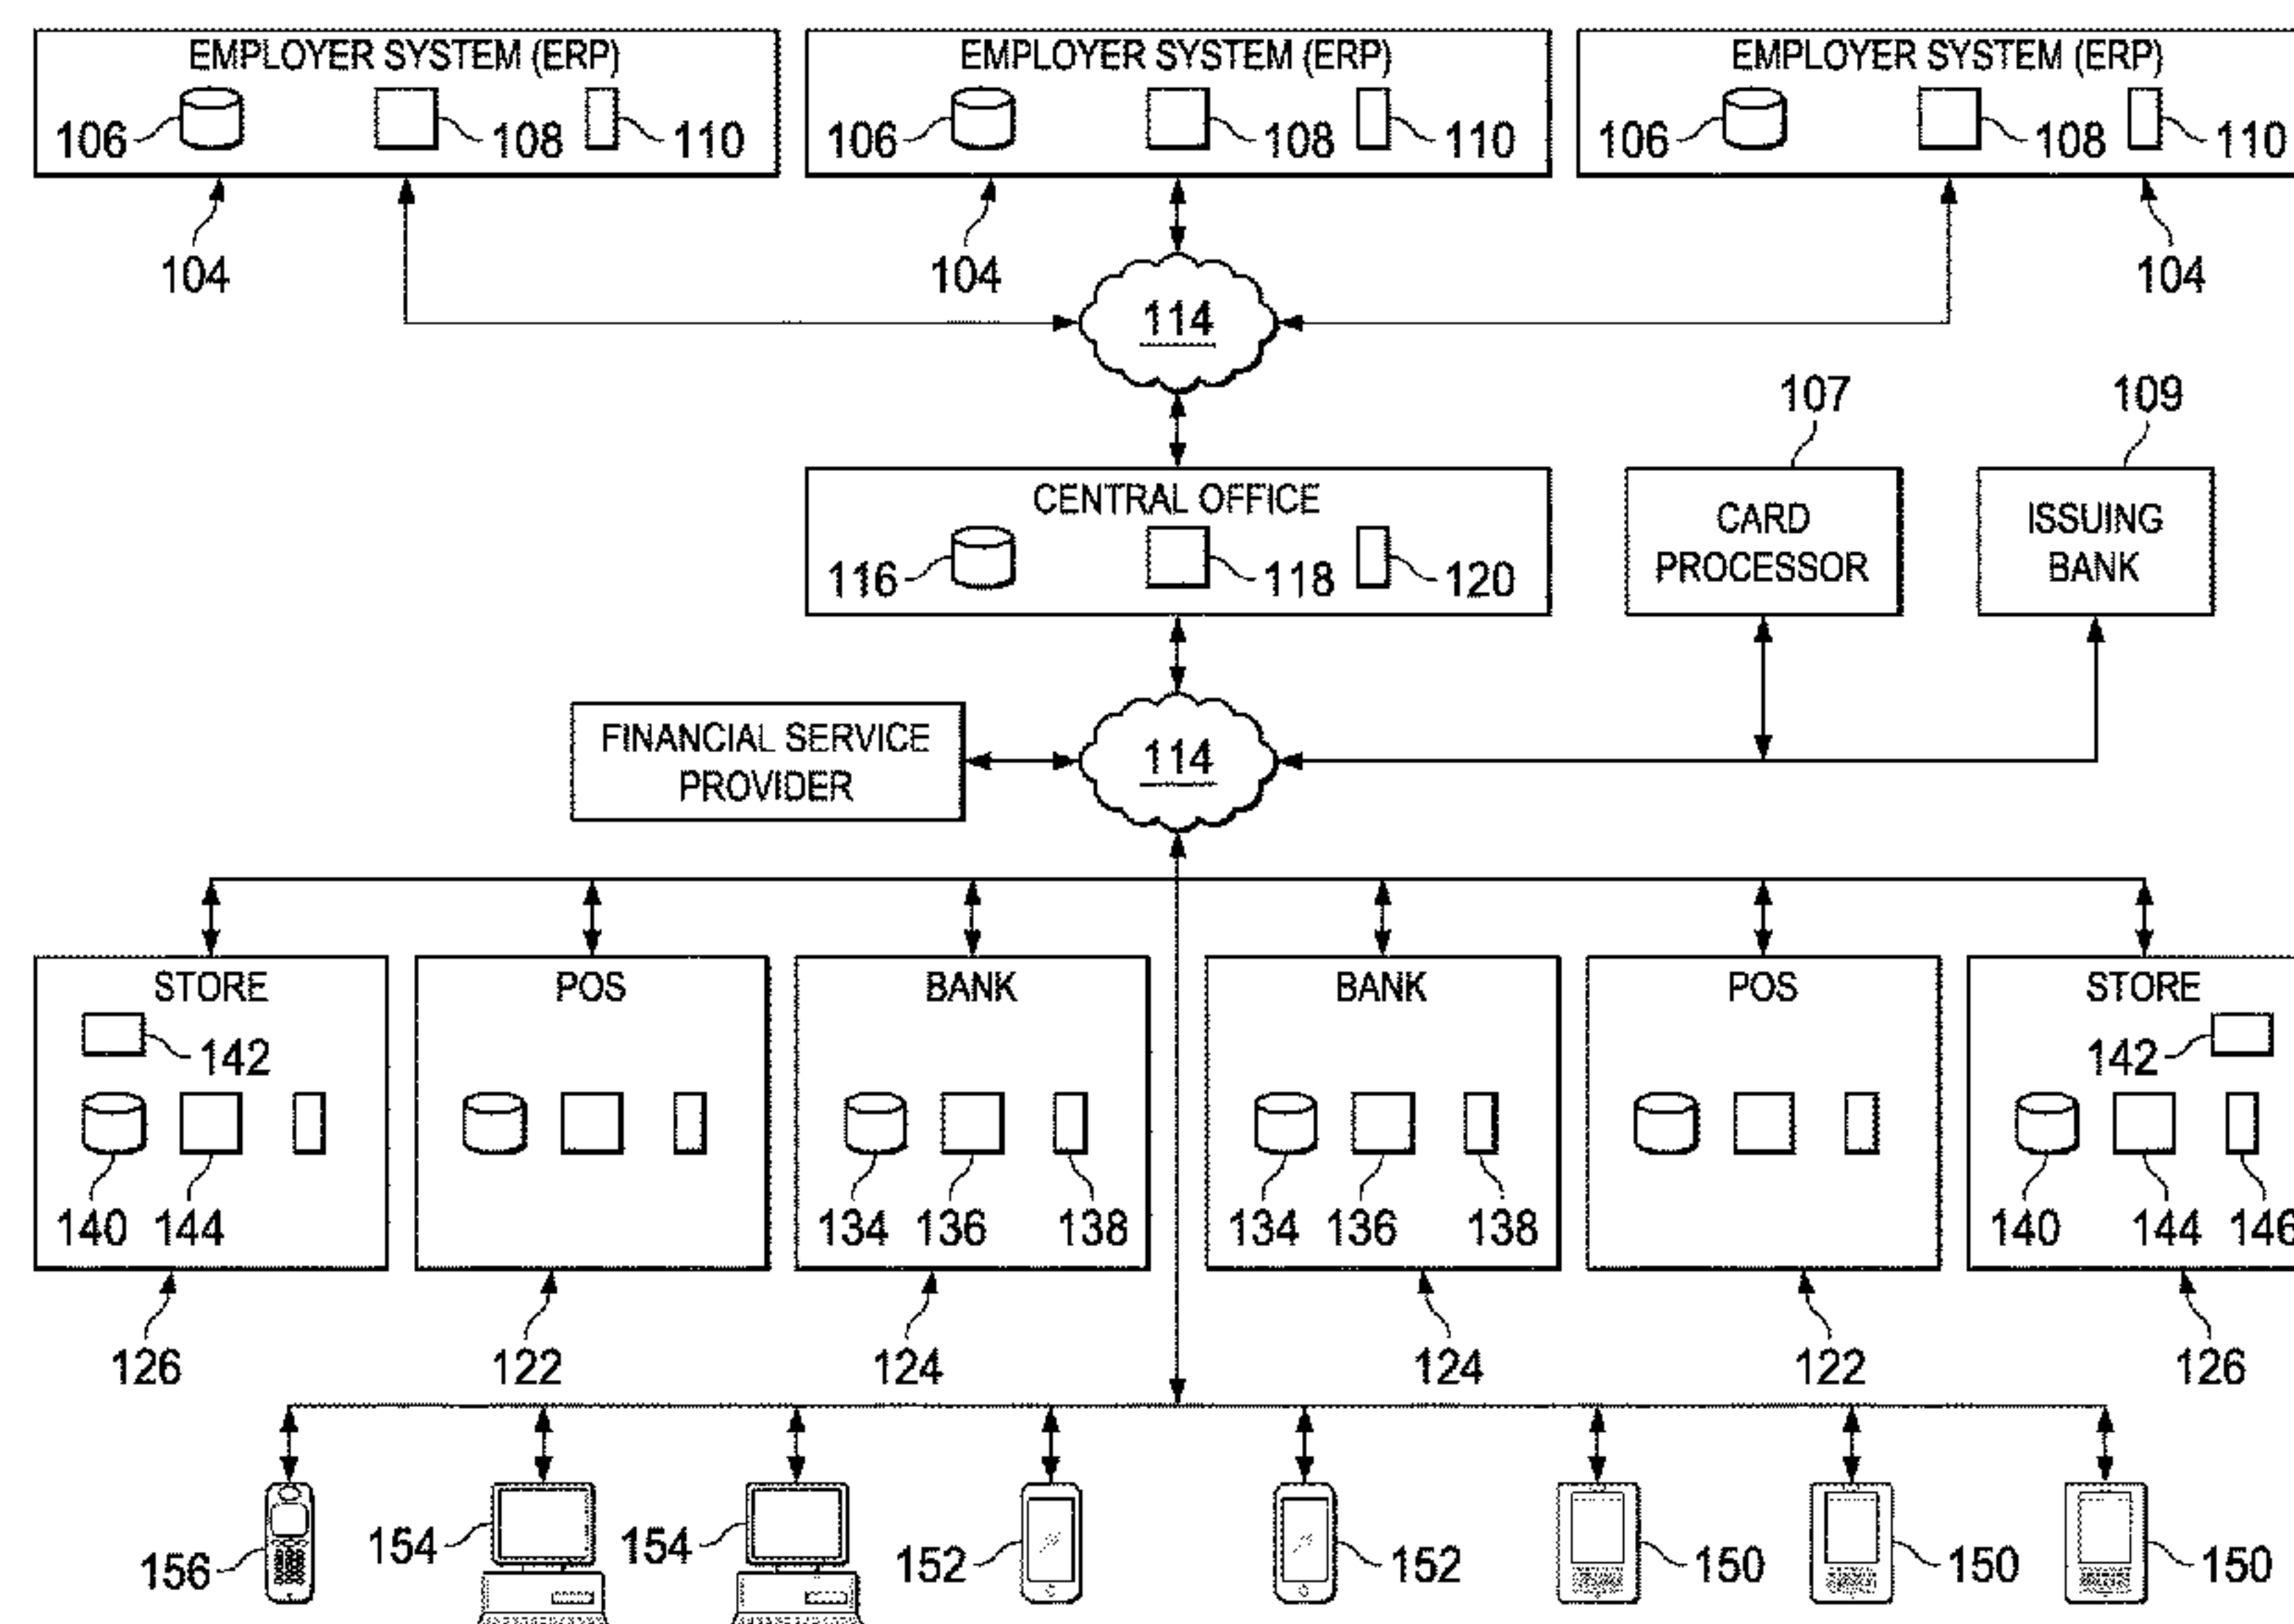 EMPLOYER SYSTEM (ERP) EMPLOYER SYSTEM (ERP) EMPLOYER SYSTEM (ERP)
106 108 110 106 108 110 106 108 110
104 104 104
114
107 109
CENTRAL OFFICE
116 118 120
CARD
PROCESSOR
ISSUING
BANK
FINANCIAL SERVICE
PROVIDER
114
STORE POS BANK BANK POS STORE
142 142
140 144 134 136 138 134 136 138 140 144 146
126 122 124 124 122 126
156 154 154 152 152 150 150 150